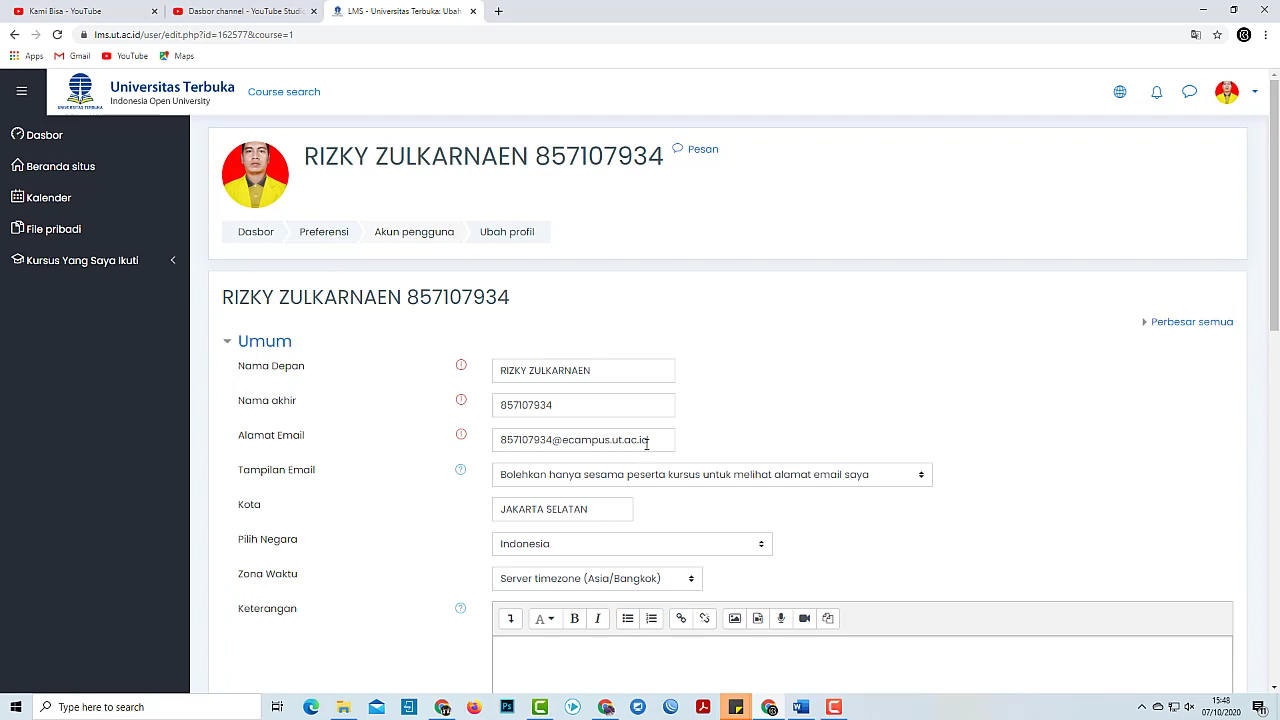 Kami Bisa - YouTube
Dasbor channel - YouTube Studio
LMS - Universitas Terbuka: Ubah
lms.ut.ac.id/user/edit.php?id=162577&course=1
Apps Gmail YouTube Maps
UNIVERSITAS TERBUKA
Universitas Terbuka
Indonesia Open University
Course search
Dasbor
Beranda situs
Kalender
File pribadi
Kursus Yang Saya Ikuti
RIZKY ZULKARNAEN 857107934
Pesan
Dasbor Preferensi Akun pengguna Ubah profil
RIZKY ZULKARNAEN 857107934
Perbesar semua
Umum
Nama Depan RIZKY ZULKARNAEN
Nama akhir 857107934
Alamat Email 857107934@ecampus.ut.ac.id
Tampilan Email Bolehkan hanya sesama peserta kursus untuk melihat alamat email saya
Kota JAKARTA SELATAN
Pilih Negara Indonesia
Zona Waktu Server timezone (Asia/Bangkok)
Keterangan
A B I
Type here to search
15:48
07/10/2020